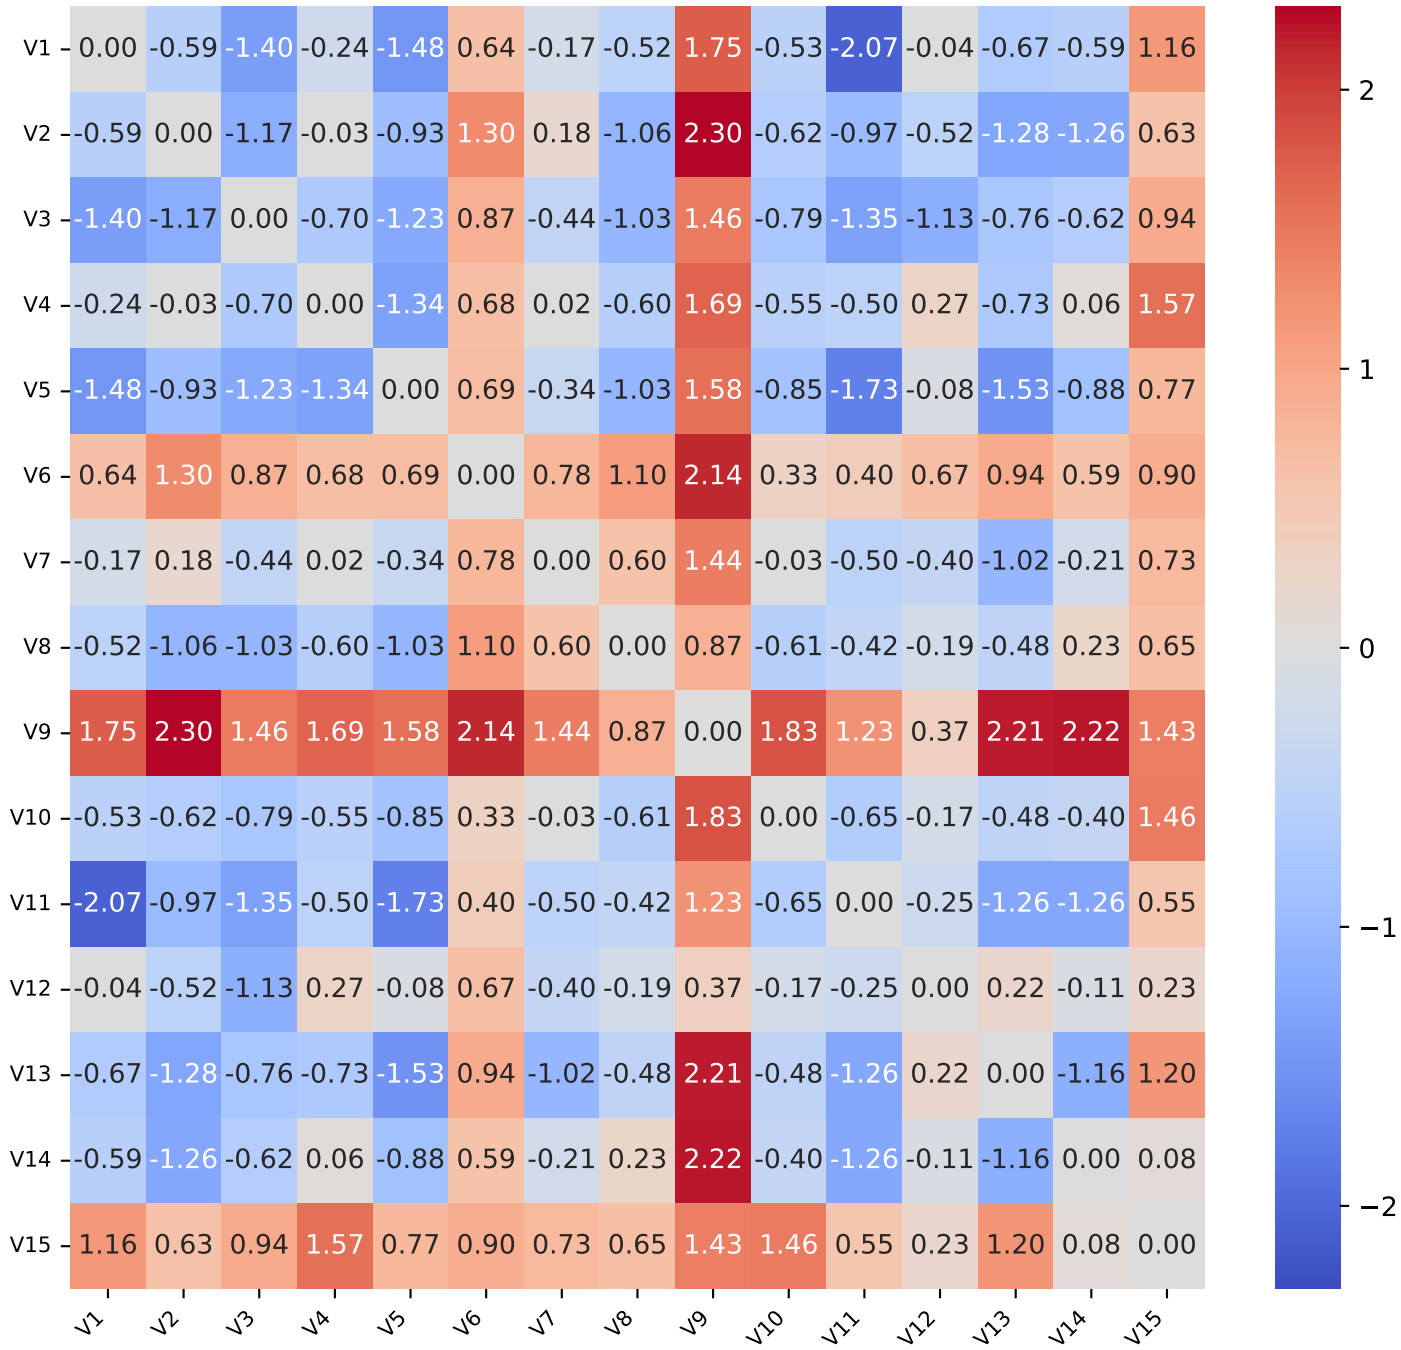 V1 0.00 -0.59 -1.40 -0.24 -1.48 0.64 -0.17 -0.52 1.75 -0.53 -2.07 -0.04 -0.67 -0.59 1.16
2
V2 -0.59 0.00 -1.17 -0.03 -0.93 1.30 0.18 -1.06 2.30 -0.62 -0.97 -0.52 -1.28 -1.26 0.63
V3 -1.40 -1.17 0.00 -0.70 -1.23 0.87 -0.44 -1.03 1.46 -0.79 -1.35 -1.13 -0.76 -0.62 0.94
V4 -0.24 -0.03 -0.70 0.00 -1.34 0.68 0.02 -0.60 1.69 -0.55 -0.50 0.27 -0.73 0.06 1.57
1
V5 -1.48 -0.93 -1.23 -1.34 0.00 0.69 -0.34 -1.03 1.58 -0.85 -1.73 -0.08 -1.53 -0.88 0.77
V6 0.64 1.30 0.87 0.68 0.69 0.00 0.78 1.10 2.14 0.33 0.40 0.67 0.94 0.59 0.90
V7 -0.17 0.18 -0.44 0.02 -0.34 0.78 0.00 0.60 1.44 -0.03 -0.50 -0.40 -1.02 -0.21 0.73
V8 -0.52 -1.06 -1.03 -0.60 -1.03 1.10 0.60 0.00 0.87 -0.61 -0.42 -0.19 -0.48 0.23 0.65
0
V9 1.75 2.30 1.46 1.69 1.58 2.14 1.44 0.87 0.00 1.83 1.23 0.37 2.21 2.22 1.43
V10 -0.53 -0.62 -0.79 -0.55 -0.85 0.33 -0.03 -0.61 1.83 0.00 -0.65 -0.17 -0.48 -0.40 1.46
V11 -2.07 -0.97 -1.35 -0.50 -1.73 0.40 -0.50 -0.42 1.23 -0.65 0.00 -0.25 -1.26 -1.26 0.55
−1
V12 -0.04 -0.52 -1.13 0.27 -0.08 0.67 -0.40 -0.19 0.37 -0.17 -0.25 0.00 0.22 -0.11 0.23
V13 -0.67 -1.28 -0.76 -0.73 -1.53 0.94 -1.02 -0.48 2.21 -0.48 -1.26 0.22 0.00 -1.16 1.20
V14 -0.59 -1.26 -0.62 0.06 -0.88 0.59 -0.21 0.23 2.22 -0.40 -1.26 -0.11 -1.16 0.00 0.08
−2
V15 1.16 0.63 0.94 1.57 0.77 0.90 0.73 0.65 1.43 1.46 0.55 0.23 1.20 0.08 0.00
V1 V2 V3 V4 V5 V6 V7 V8 V9 V10 V11 V12 V13 V14 V15